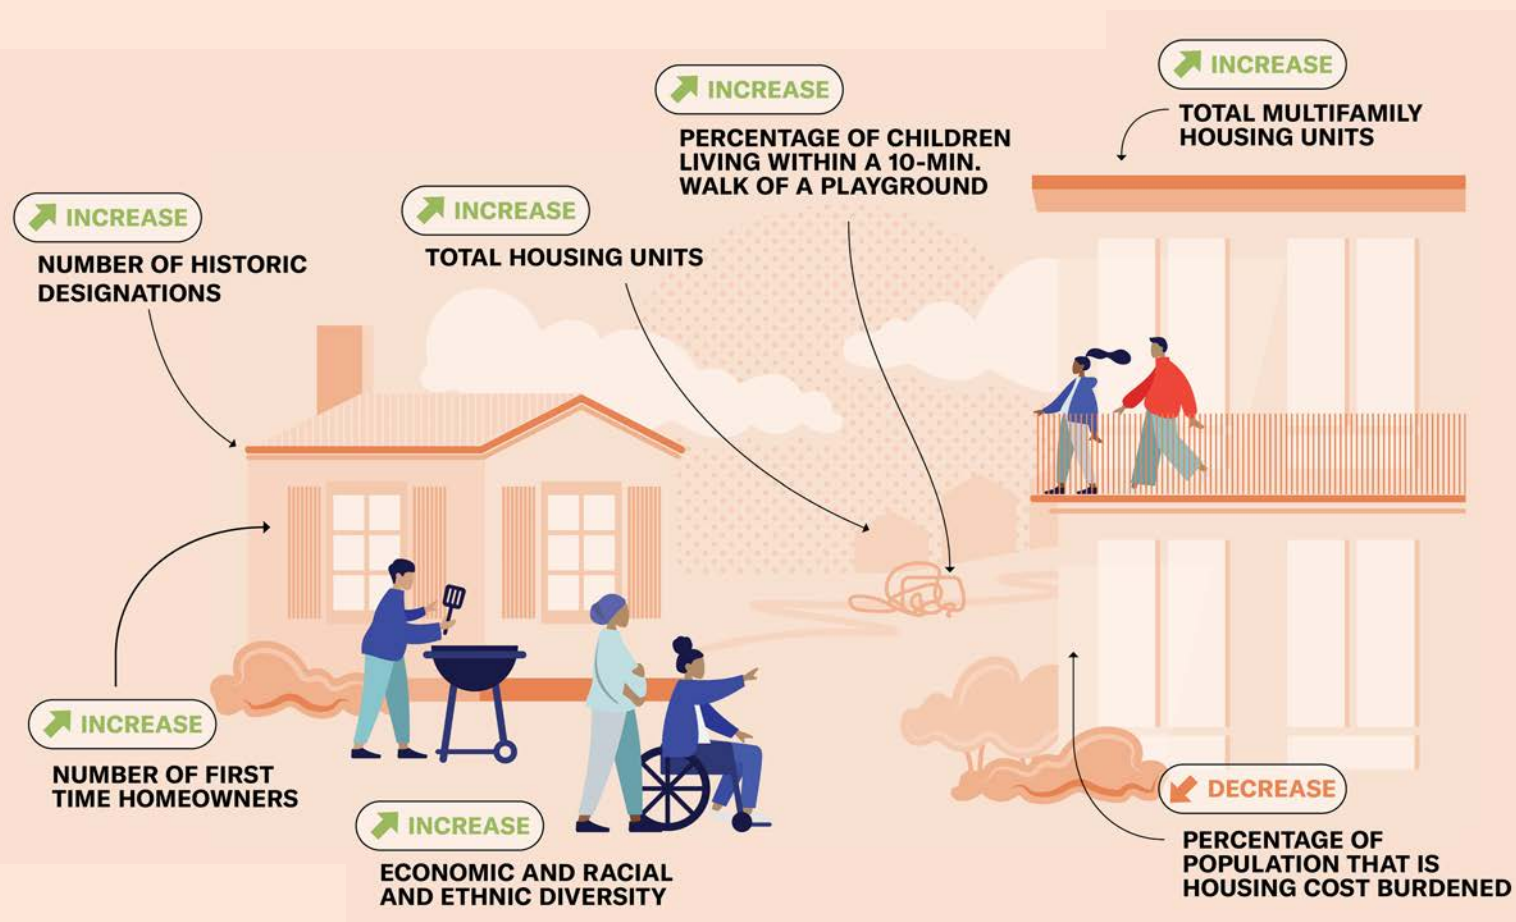 INCREASE
TOTAL MULTIFAMILY
HOUSING UNITS
INCREASE
PERCENTAGE OF CHILDREN
LIVING WITHIN A 10-MIN.
WALK OF A PLAYGROUND
INCREASE
TOTAL HOUSING UNITS
INCREASE
NUMBER OF HISTORIC
DESIGNATIONS
INCREASE
NUMBER OF FIRST
TIME HOMEOWNERS
INCREASE
ECONOMIC AND RACIAL
AND ETHNIC DIVERSITY
DECREASE
PERCENTAGE OF
POPULATION THAT IS
HOUSING COST BURDENED